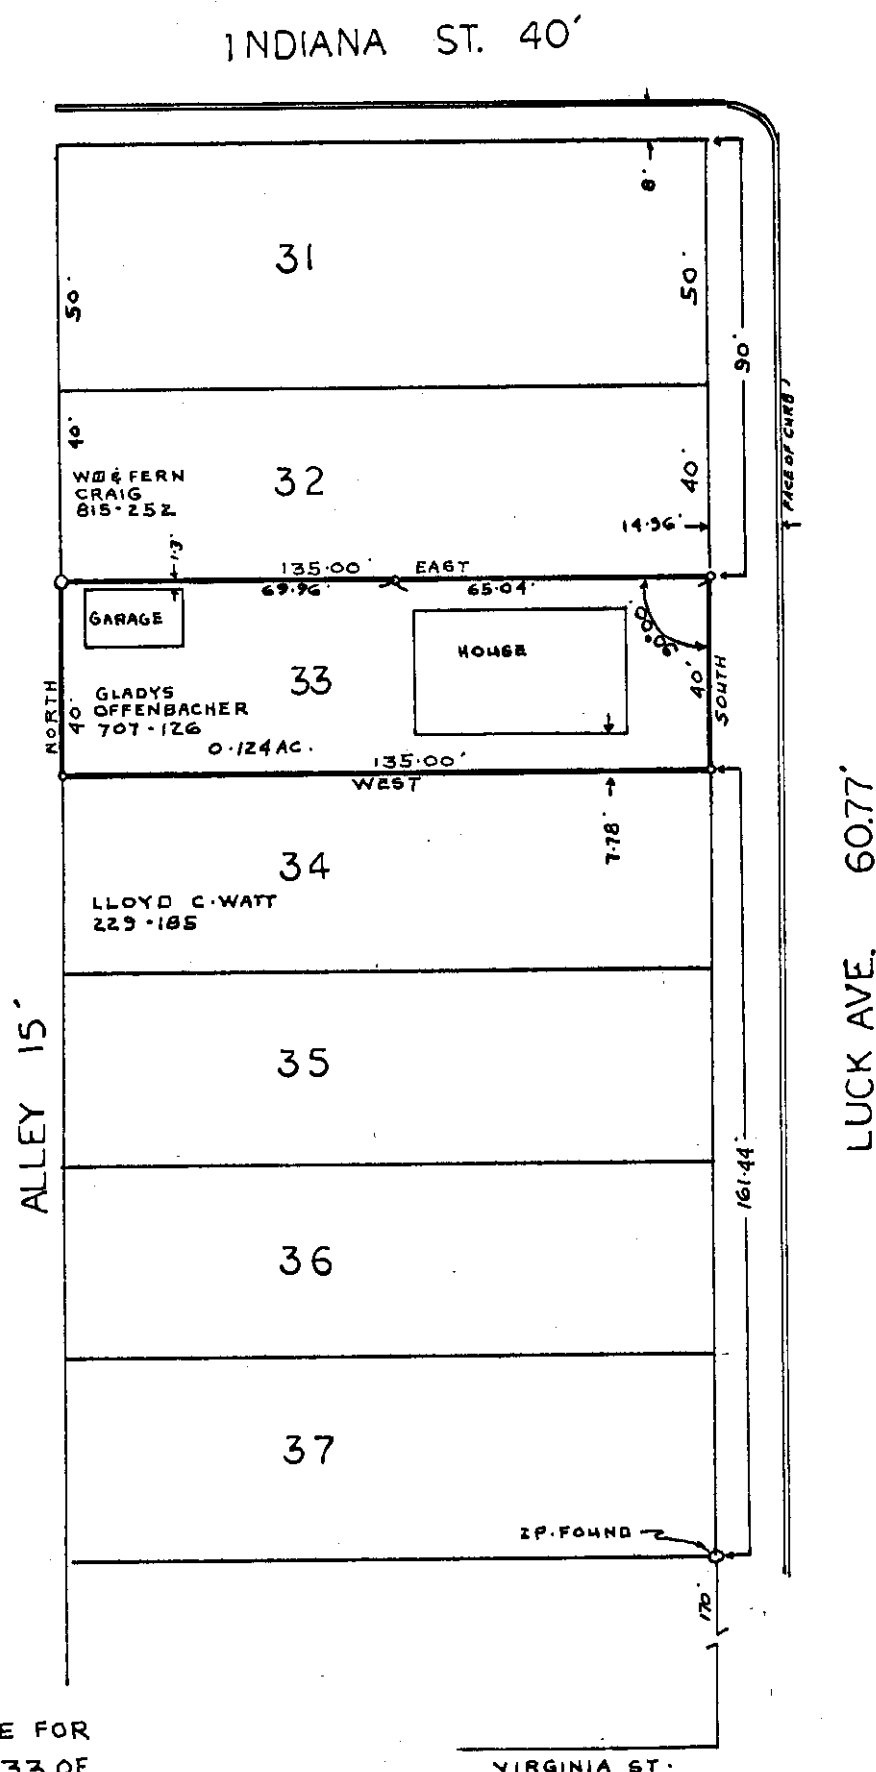 INDIANA ST. 40'
8'
31
50'
50'
90'
FACE OF CURB
40'
32
40'
WM & FERN
CRAIG
815-252
14.96'
1.3'
135.00' EAST
69.96' 65.04'
GARAGE
HOUSE
33
NORTH
40'
GLADYS
OFFENBACHER
707-126
0.124 AC.
40'
SOUTH
135.00'
WEST
7.78'
34
LLOYD C. WATT
229-185
LUCK AVE. 60.77'
ALLEY 15'
35
161.44'
36
37
I.P. FOUND
170'
E FOR
33 OF
VIRGINIA ST.